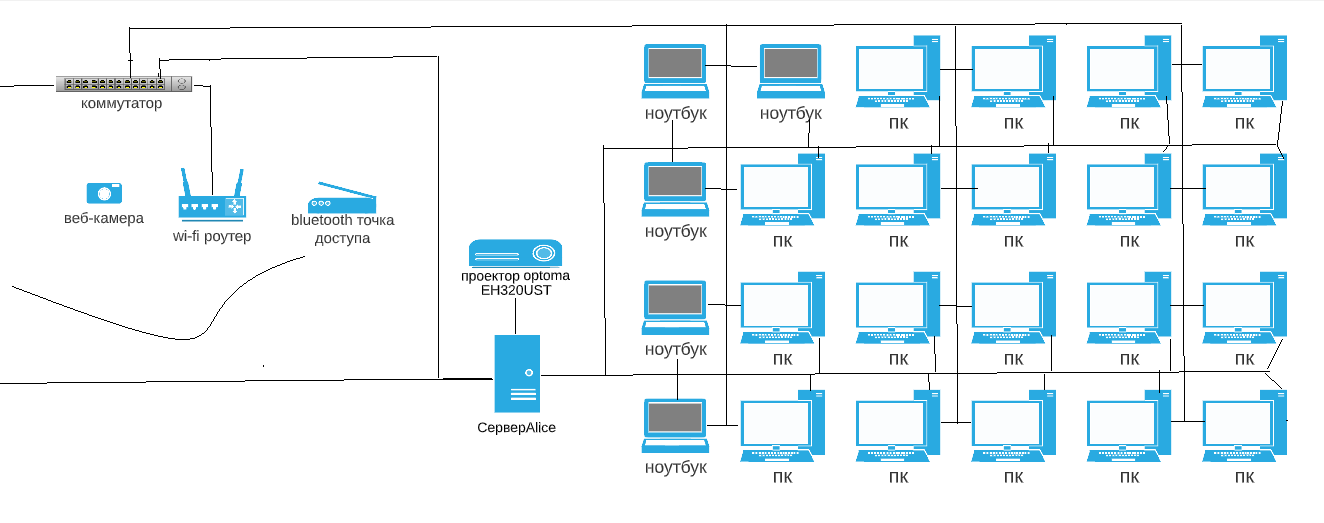 коммутатор
веб-камера
wi-fi роутер
bluetooth точка
доступа
проектор optoma
EH320UST
СерверAlice
ноутбук
ноутбук
пк
пк
пк
пк
ноутбук
пк
пк
пк
пк
пк
ноутбук
пк
пк
пк
пк
пк
ноутбук
пк
пк
пк
пк
пк